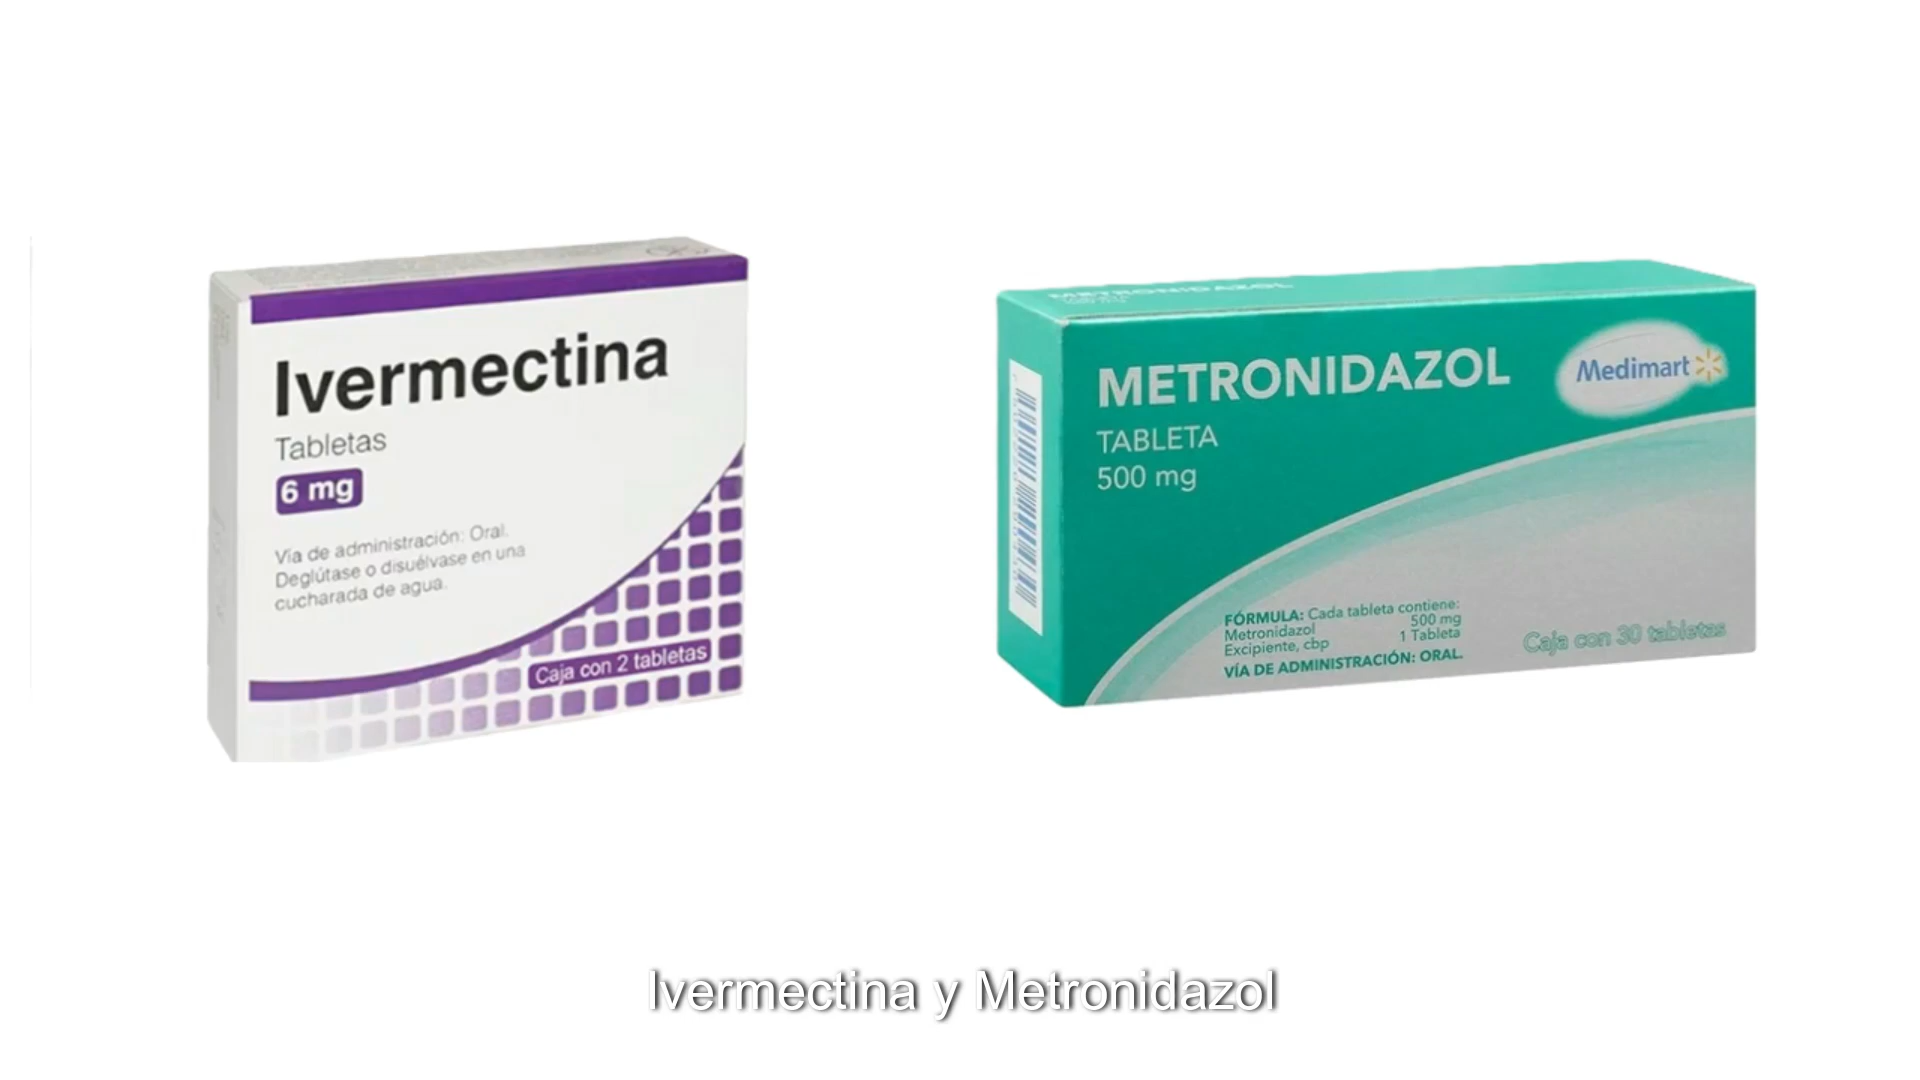 Ivermectina
Tabletas
6 mg
Vía de administración: Oral.
Deglútase o disuélvase en una
cucharada de agua.
Caja con 2 tabletas
METRONIDAZOL
METRONIDAZOL
Medimart
TABLETA
500 mg
FÓRMULA: Cada tableta contiene:
Metronidazol 500 mg
Excipiente, cbp 1 Tableta
VÍA DE ADMINISTRACIÓN: ORAL.
Caja con 30 tabletas
Ivermectina y Metronidazol